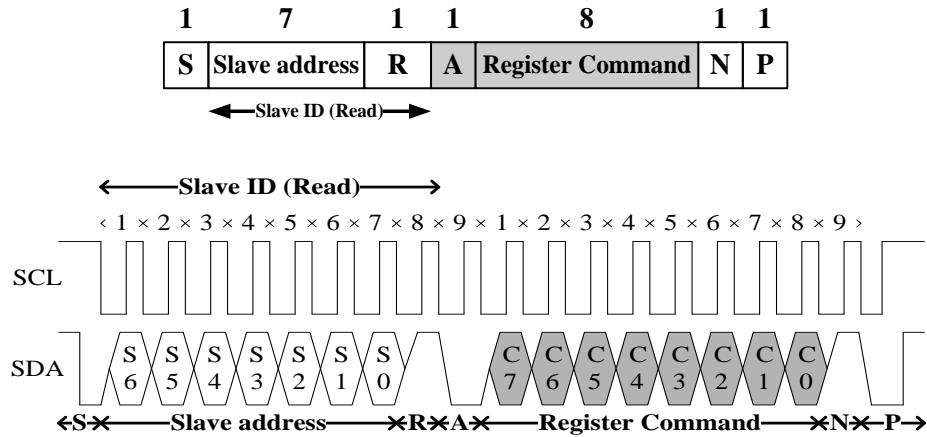 1 7 1 1 8 1 1
S Slave address R A Register Command N P
Slave ID (Read)
Slave ID (Read)
1 × 2 × 3 × 4 × 5 × 6 × 7 × 8 × 9 × 1 × 2 × 3 × 4 × 5 × 6 × 7 × 8 × 9
SCL
SDA
S S S S S S S C C C C C C C C
6 5 4 3 2 1 0 7 6 5 4 3 2 1 0
S Slave address R A Register Command N P